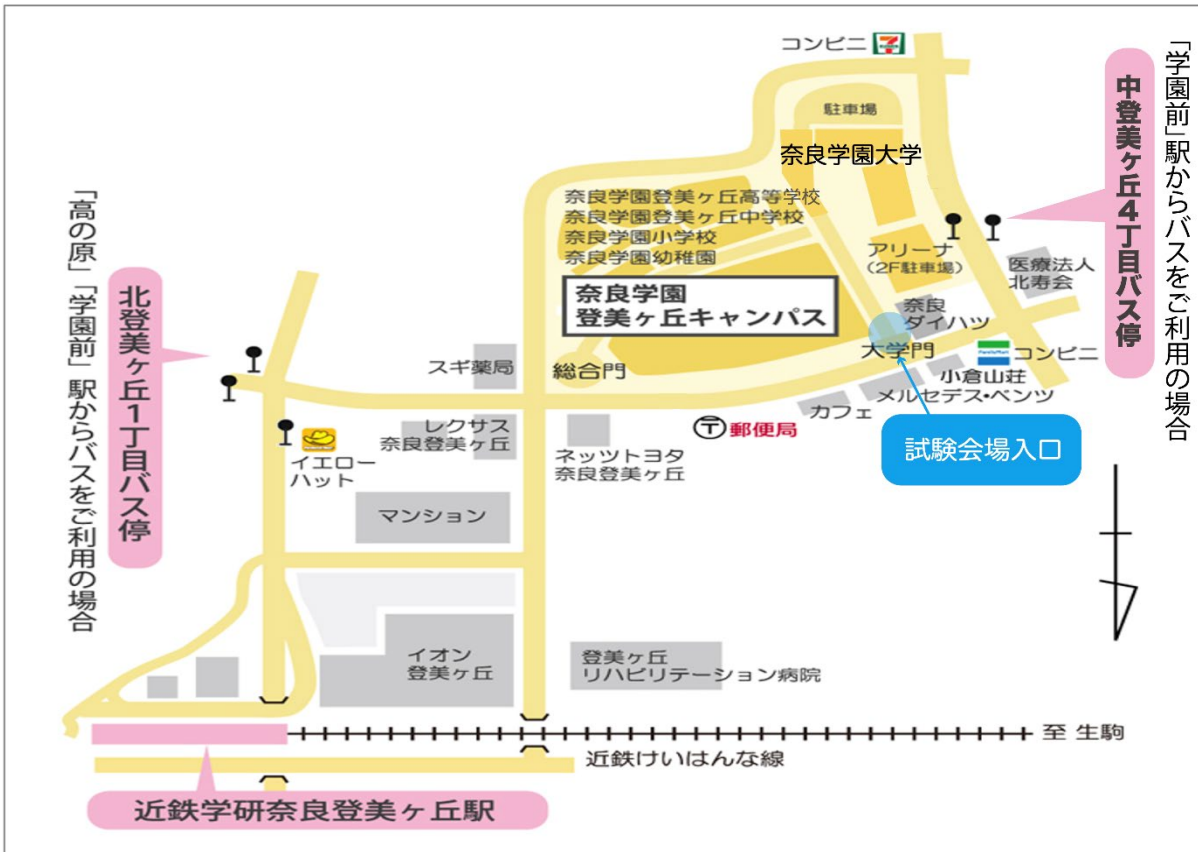 コンビニ
駐車場
奈良学園大学
奈良学園登美ヶ丘高等学校
奈良学園登美ヶ丘中学校
奈良学園小学校
奈良学園幼稚園
奈良学園
登美ヶ丘キャンパス
アリーナ
(2F駐車場)
医療法人
北寿会
奈良
ダイハツ
大学門
FamilyMart
コンビニ
小倉山荘
メルセデス・ベンツ
カフェ
試験会場入口
「学園前」駅からバスをご利用の場合
中登美ヶ丘4丁目バス停
「高の原」「学園前」駅からバスをご利用の場合
北登美ヶ丘1丁目バス停
スギ薬局
総合門
レクサス
奈良登美ヶ丘
イエロー
ハット
ネッツトヨタ
奈良登美ヶ丘
〒郵便局
マンション
イオン
登美ヶ丘
登美ヶ丘
リハビリテーション病院
至 生駒
近鉄けいはんな線
近鉄学研奈良登美ヶ丘駅